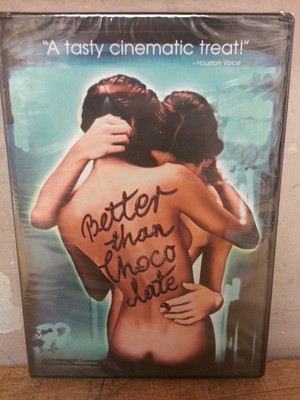 "A tasty cinematic treat!"
- Houston Voice
Better
than
Choco
late